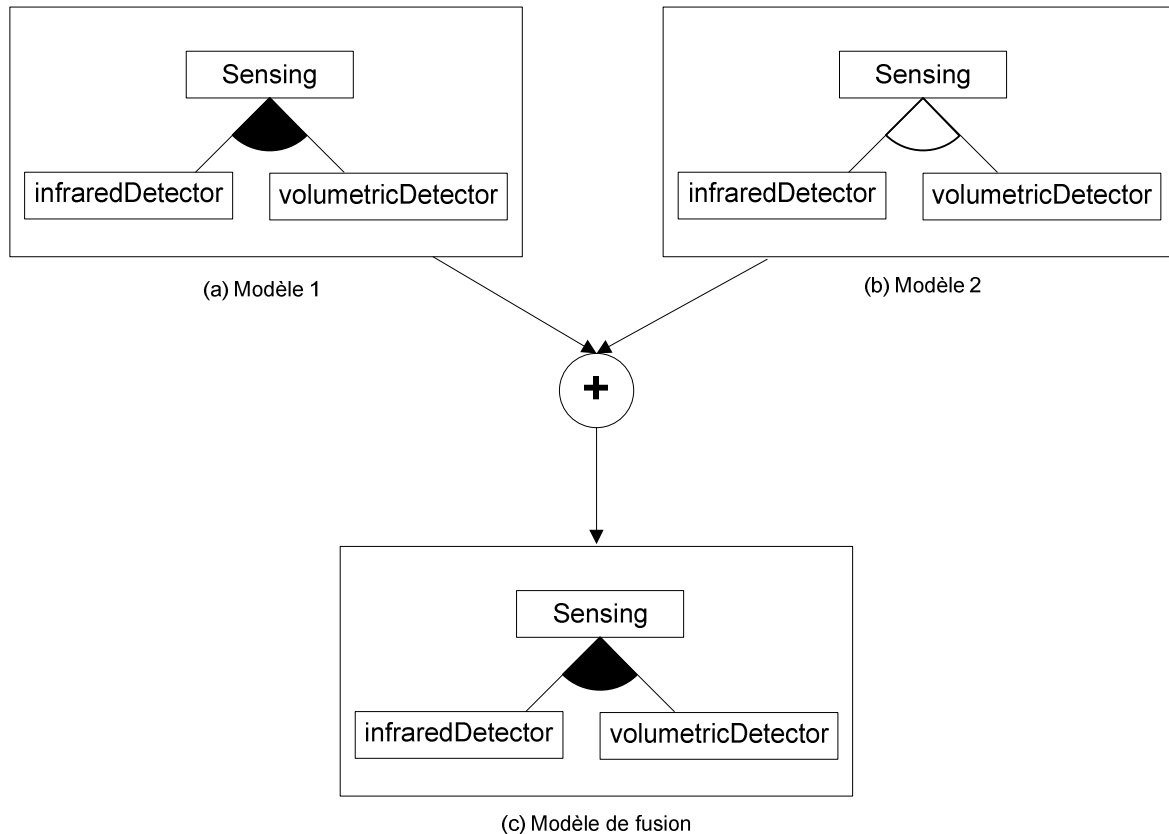 Sensing
infraredDetector
volumetricDetector
(a) Modèle 1
Sensing
infraredDetector
volumetricDetector
(b) Modèle 2
+
Sensing
infraredDetector
volumetricDetector
(c) Modèle de fusion